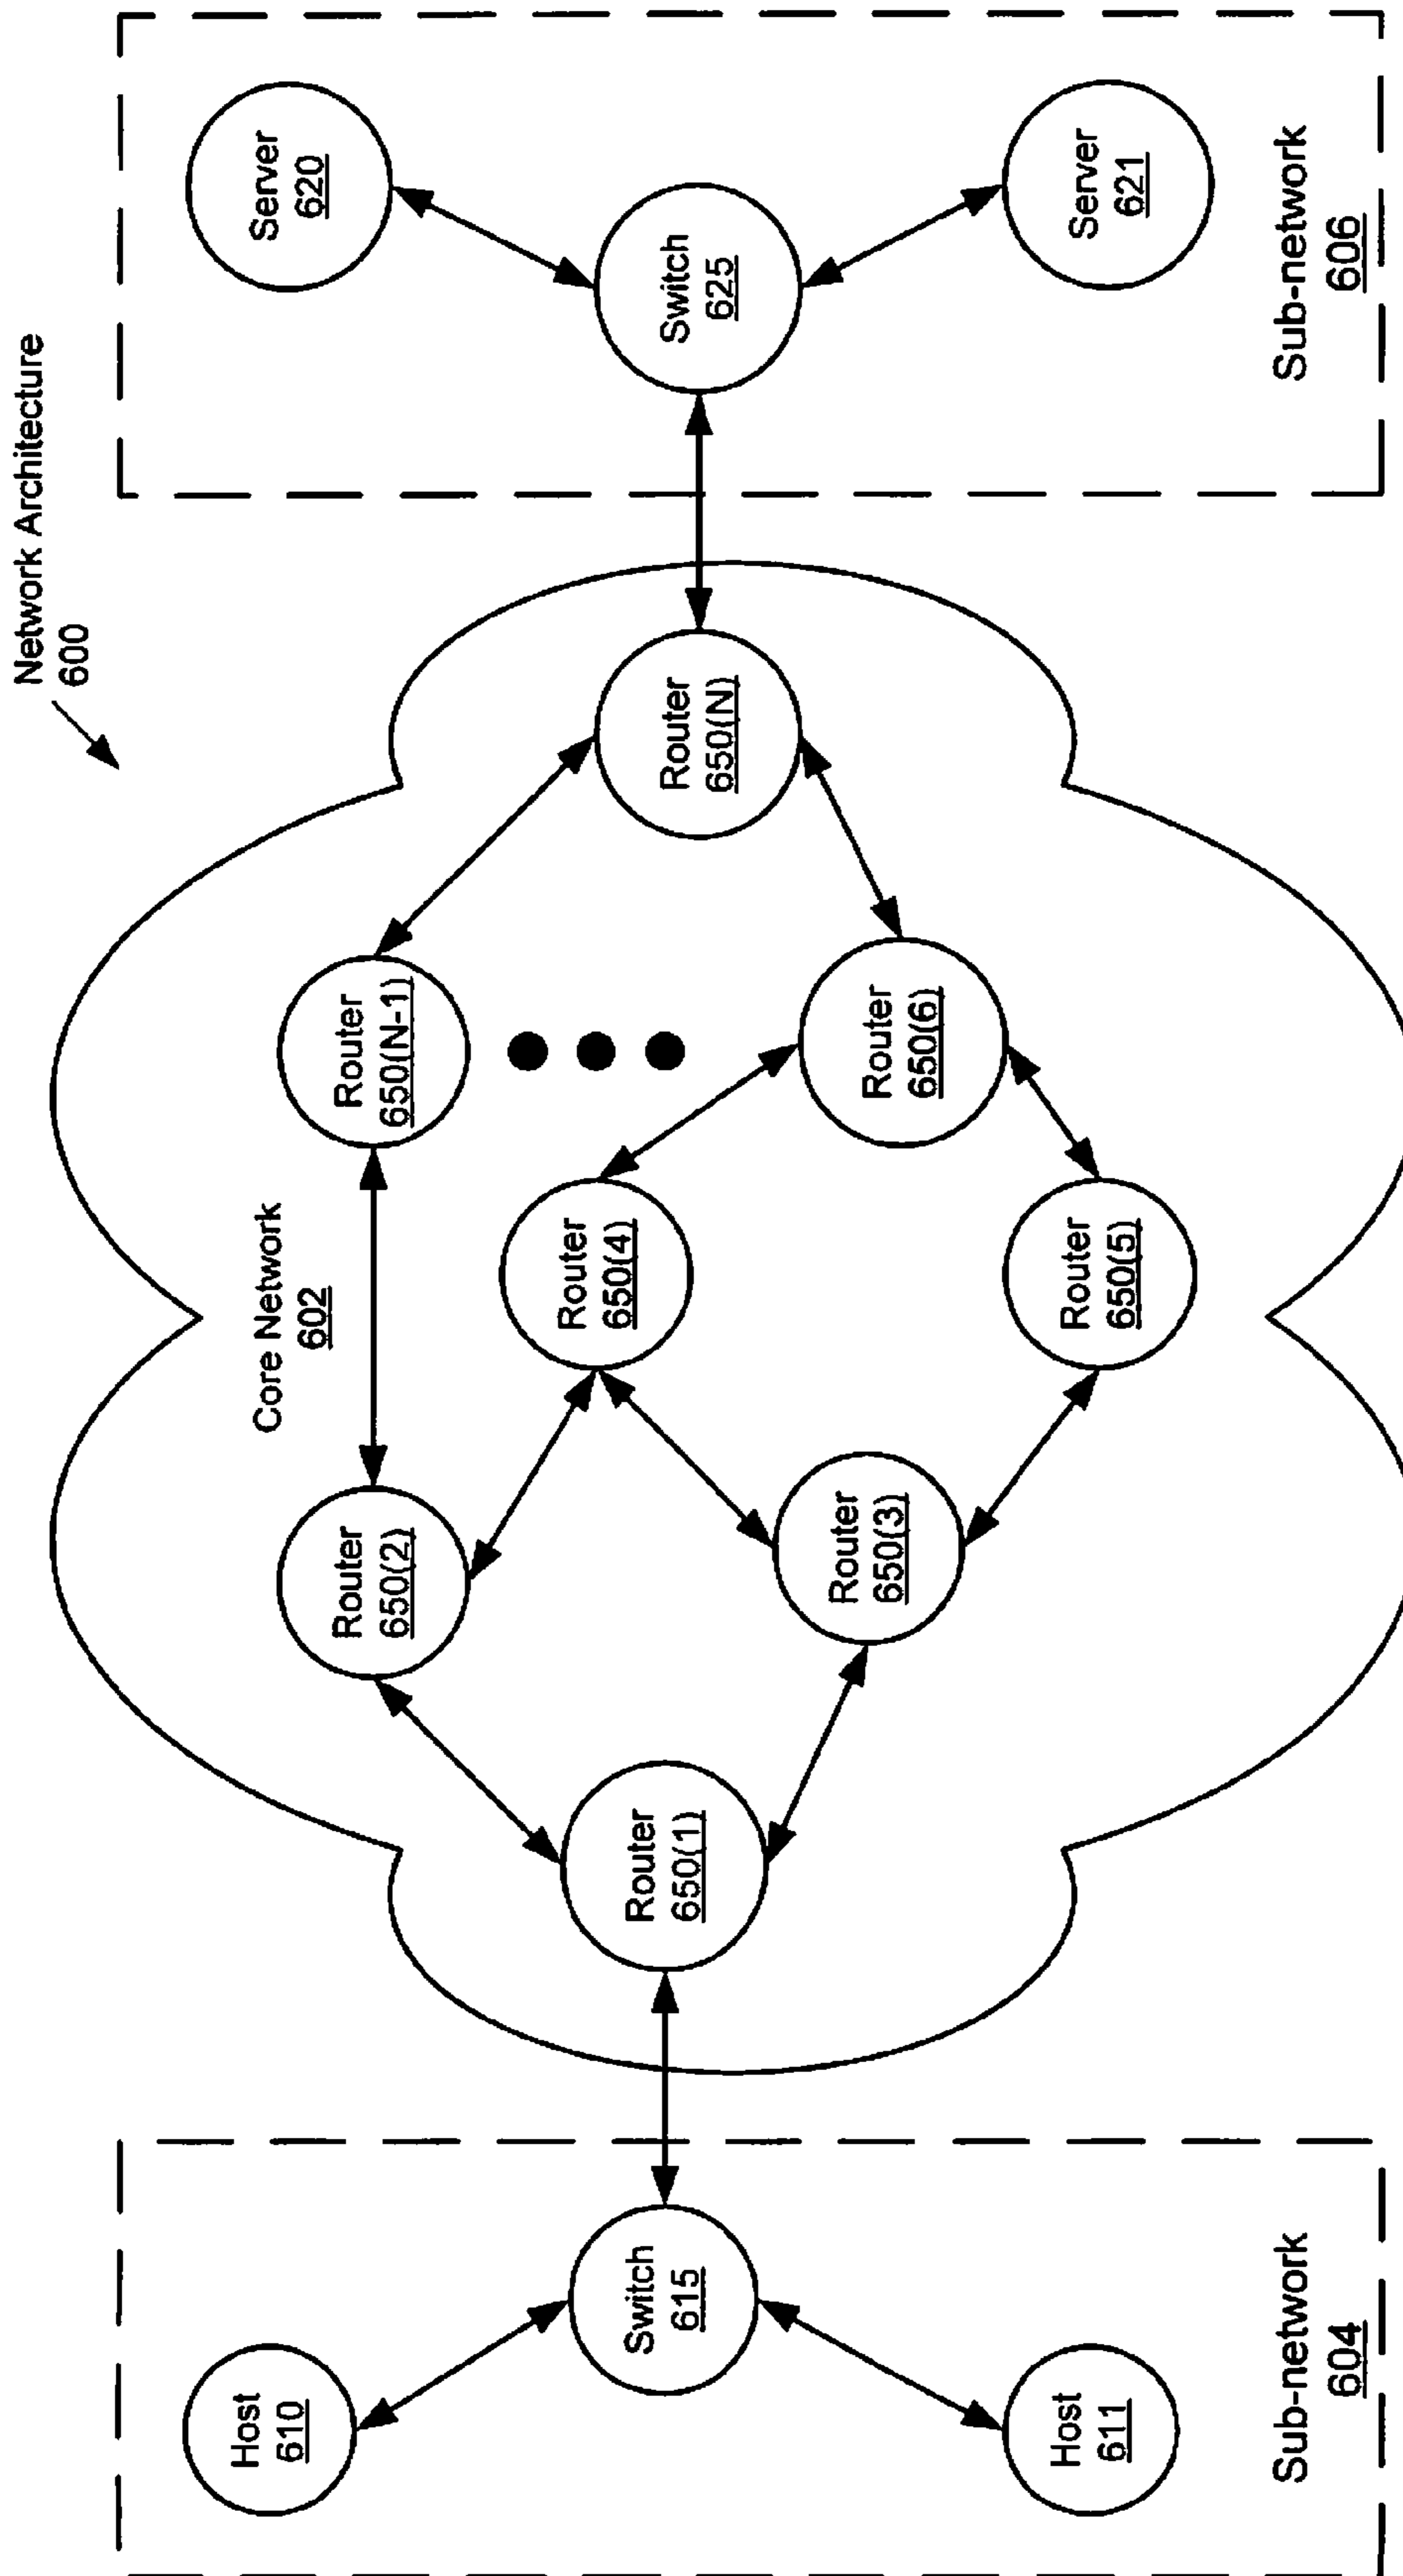 Network Architecture
600
Core Network
602
Host
610
Host
611
Switch
615
Sub-network
604
Router
650(1)
Router
650(2)
Router
650(3)
Router
650(4)
Router
650(5)
Router
650(6)
Router
650(N-1)
Router
650(N)
Server
620
Switch
625
Server
621
Sub-network
606